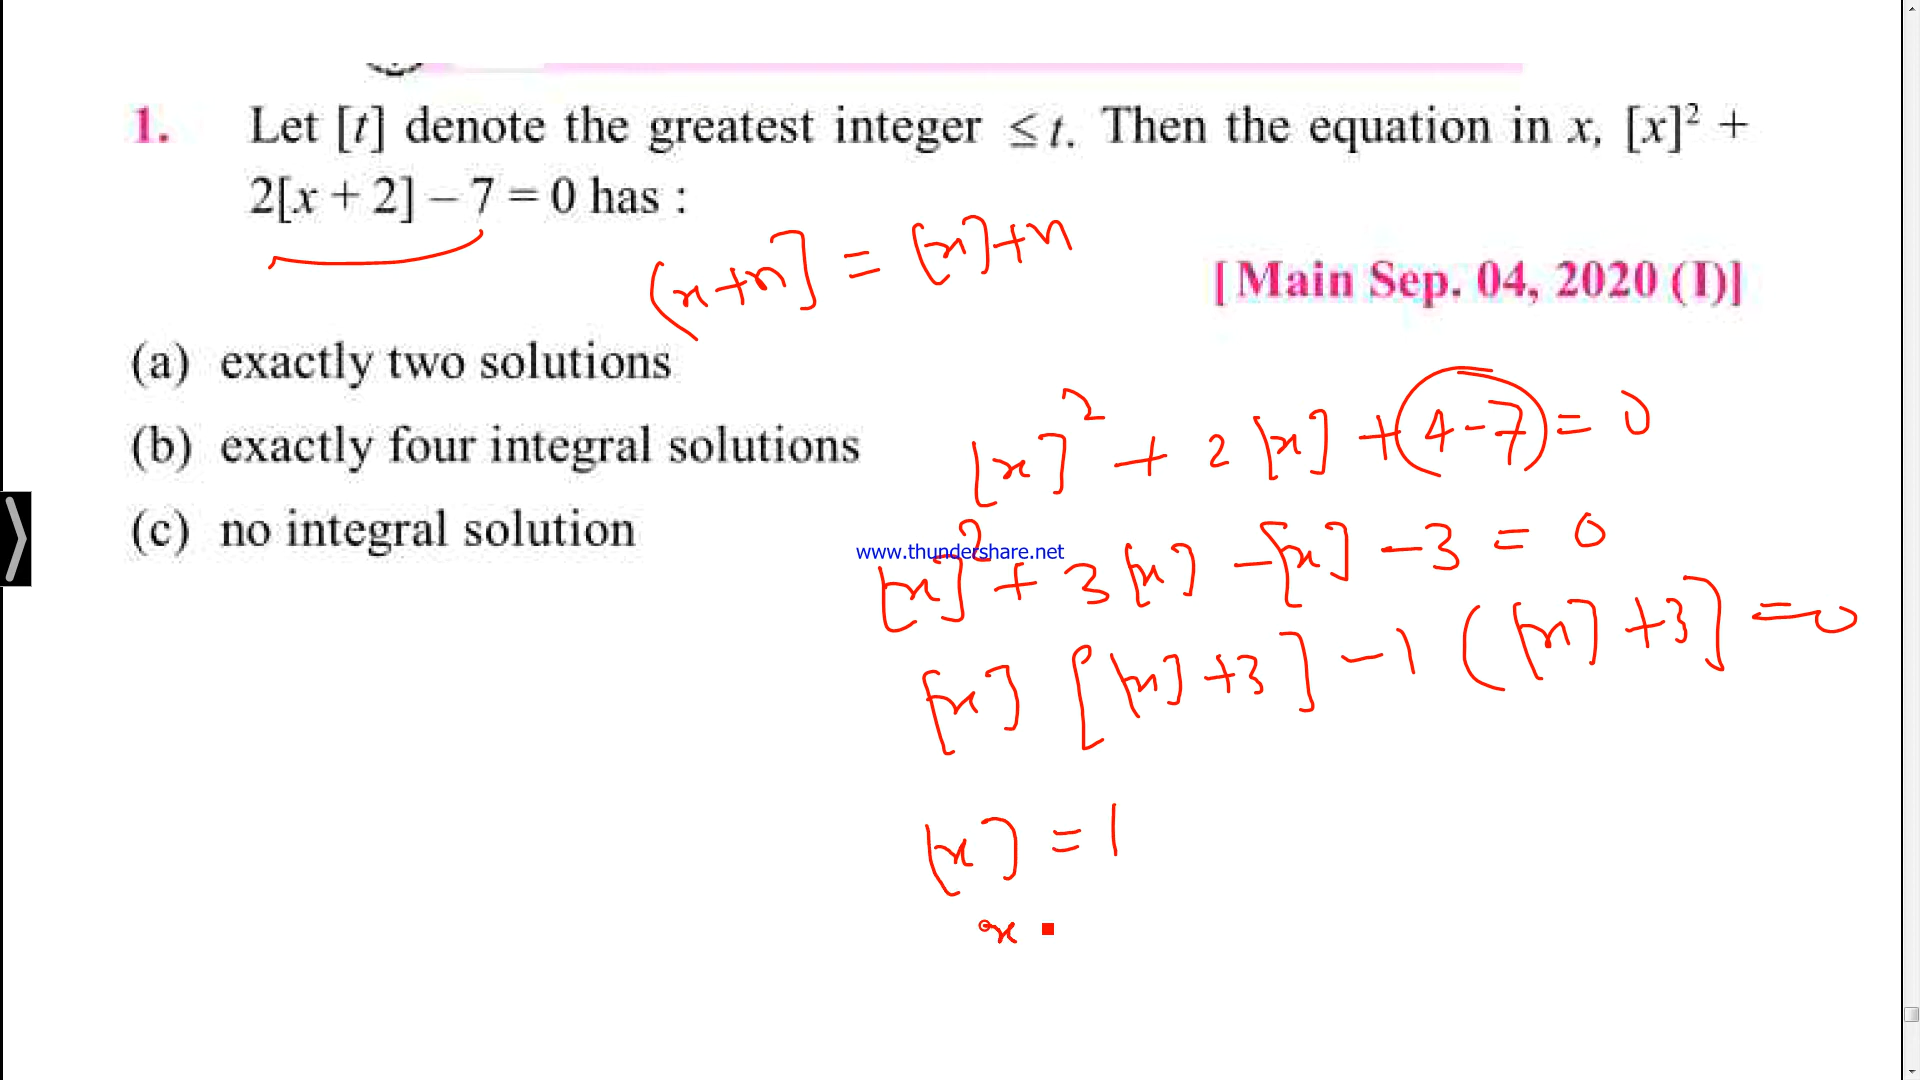 1. Let [t] denote the greatest integer ≤ t. Then the equation in x, [x]² +
2[x + 2] – 7 = 0 has :
(x+n] = [x]+n
[Main Sep. 04, 2020 (I)]
(a) exactly two solutions
(b) exactly four integral solutions
(c) no integral solution
[x]² + 2[x] + (4-7) = 0
www.thundershare.net
[x]² + 3[x] - [x] - 3 = 0
[x] [[x]+3] - 1 ([x]+3] = 0
[x] = 1
x